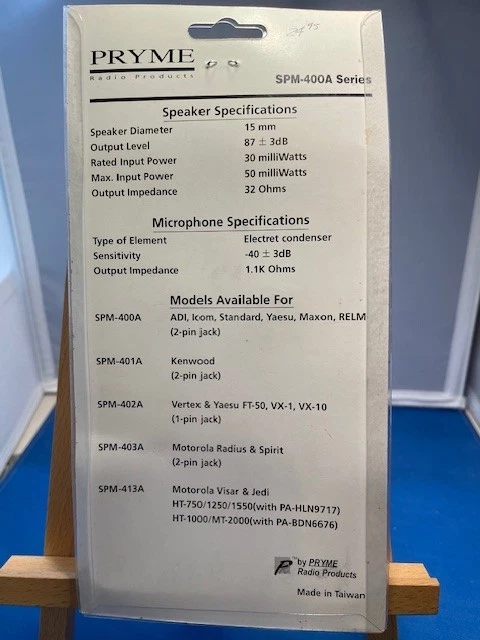 24.95
PRYME
Radio Products
SPM-400A Series
Speaker Specifications
Speaker Diameter 15 mm
Output Level 87 ± 3dB
Rated Input Power 30 milliWatts
Max. Input Power 50 milliWatts
Output Impedance 32 Ohms
Microphone Specifications
Type of Element Electret condenser
Sensitivity -40 ± 3dB
Output Impedance 1.1K Ohms
Models Available For
SPM-400A ADI, Icom, Standard, Yaesu, Maxon, RELM
(2-pin jack)
SPM-401A Kenwood
(2-pin jack)
SPM-402A Vertex & Yaesu FT-50, VX-1, VX-10
(1-pin jack)
SPM-403A Motorola Radius & Spirit
(2-pin jack)
SPM-413A Motorola Visar & Jedi
HT-750/1250/1550(with PA-HLN9717)
HT-1000/MT-2000(with PA-BDN6676)
by PRYME
Radio Products
Made in Taiwan